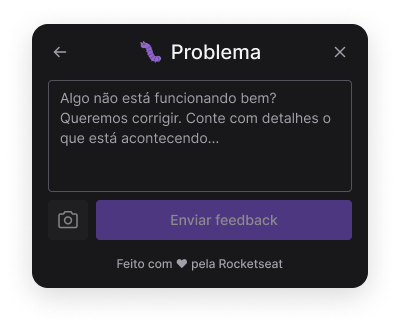 Problema
Algo não está funcionando bem?
Queremos corrigir. Conte com detalhes o
que está acontecendo...
Enviar feedback
Feito com ♥ pela Rocketseat